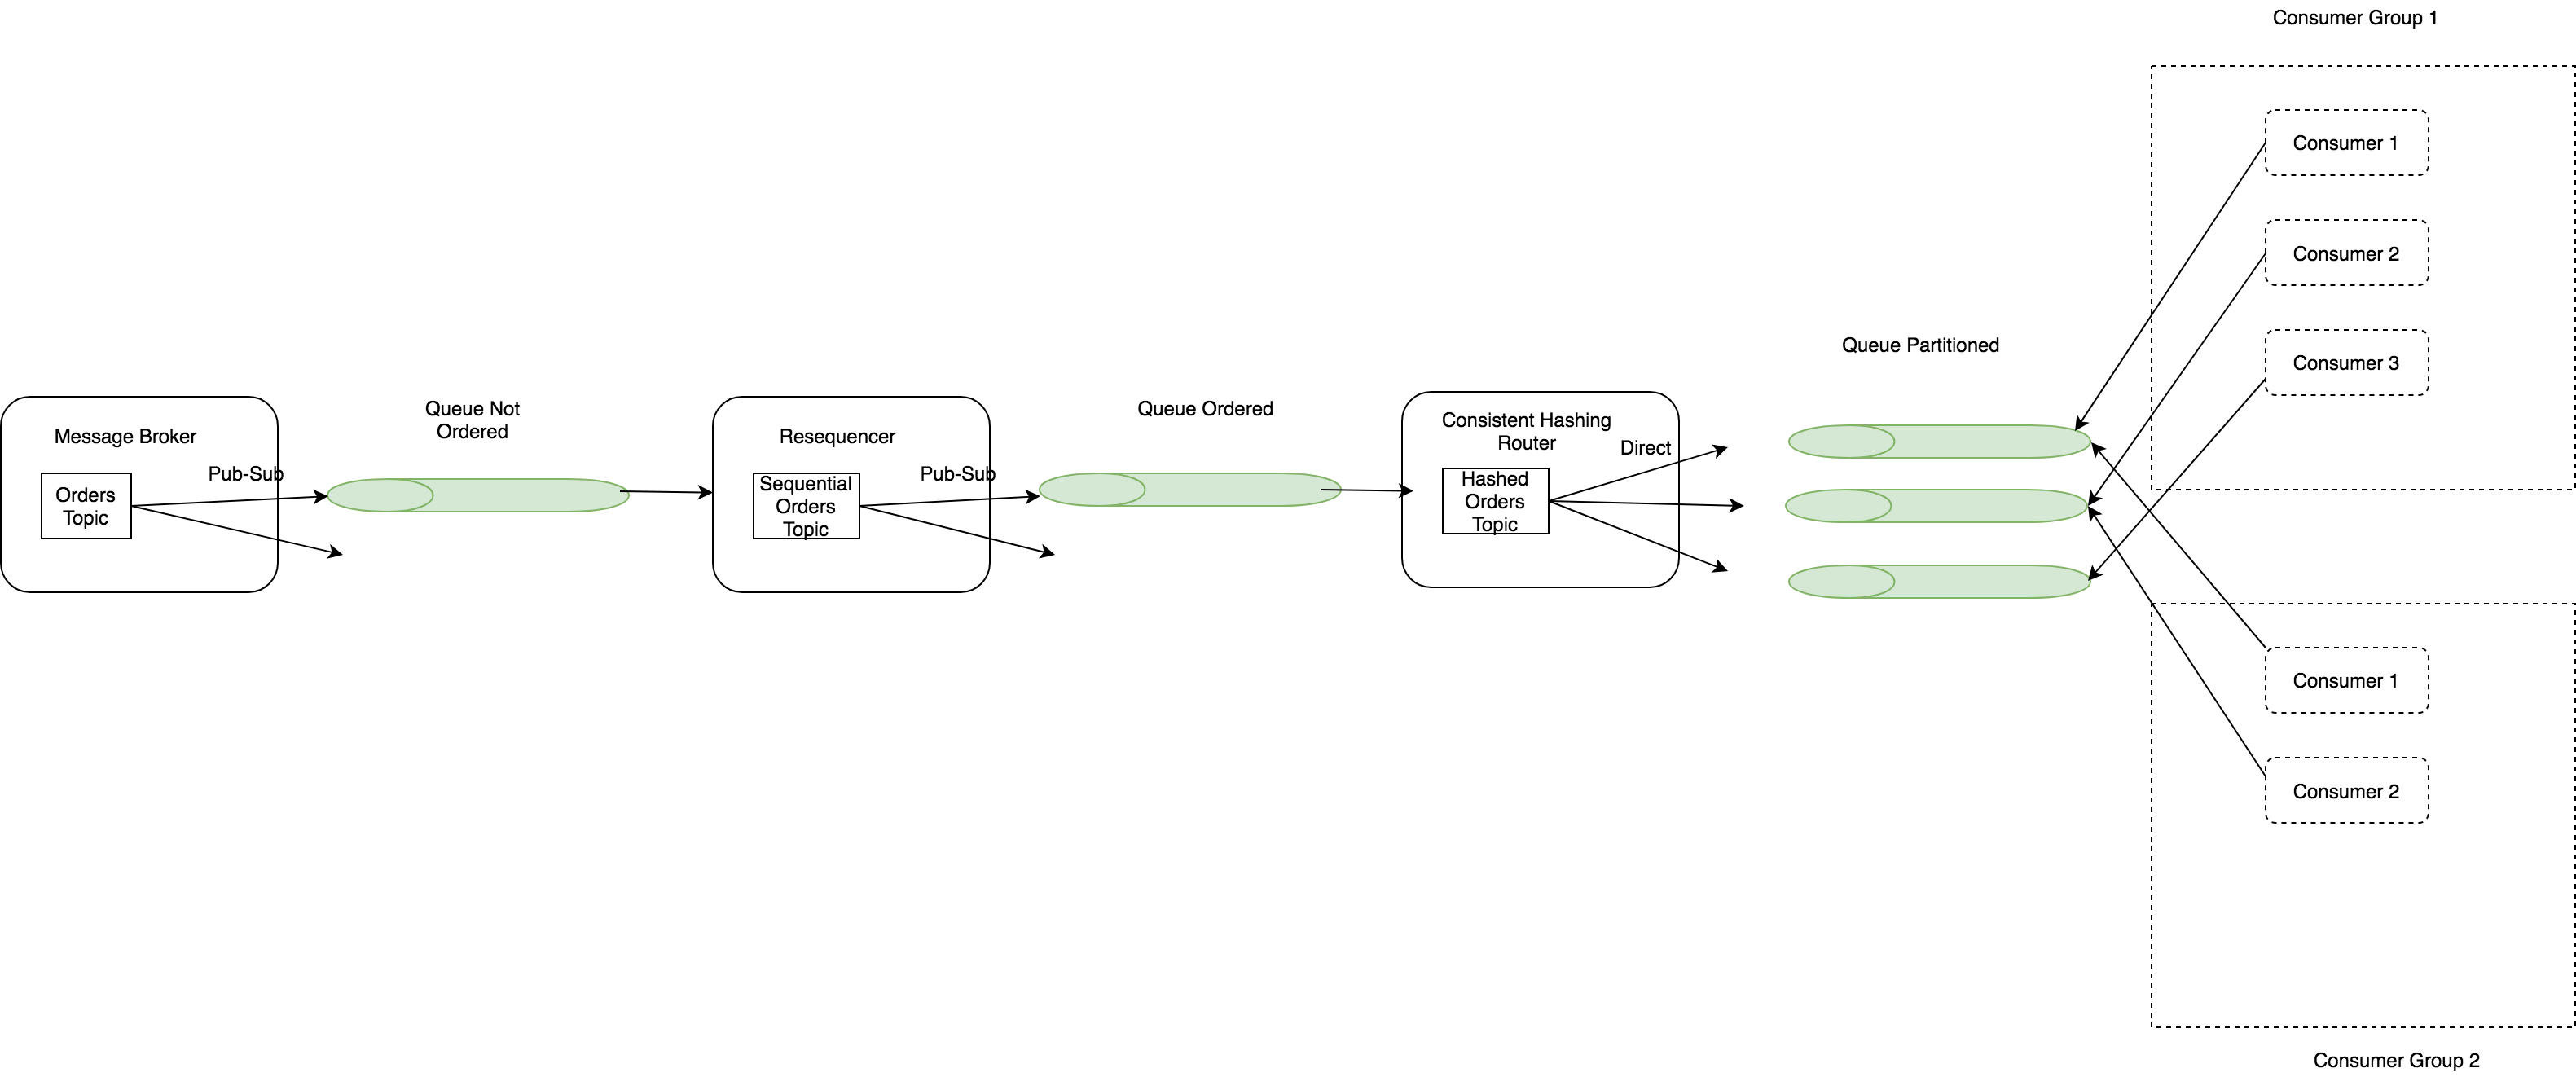 Consumer Group 1
Consumer 1
Consumer 2
Consumer 3
Queue Partitioned
Message Broker
Orders
Topic
Pub-Sub
Queue Not
Ordered
Resequencer
Sequential
Orders
Topic
Pub-Sub
Queue Ordered
Consistent Hashing
Router
Hashed
Orders
Topic
Direct
Consumer 1
Consumer 2
Consumer Group 2